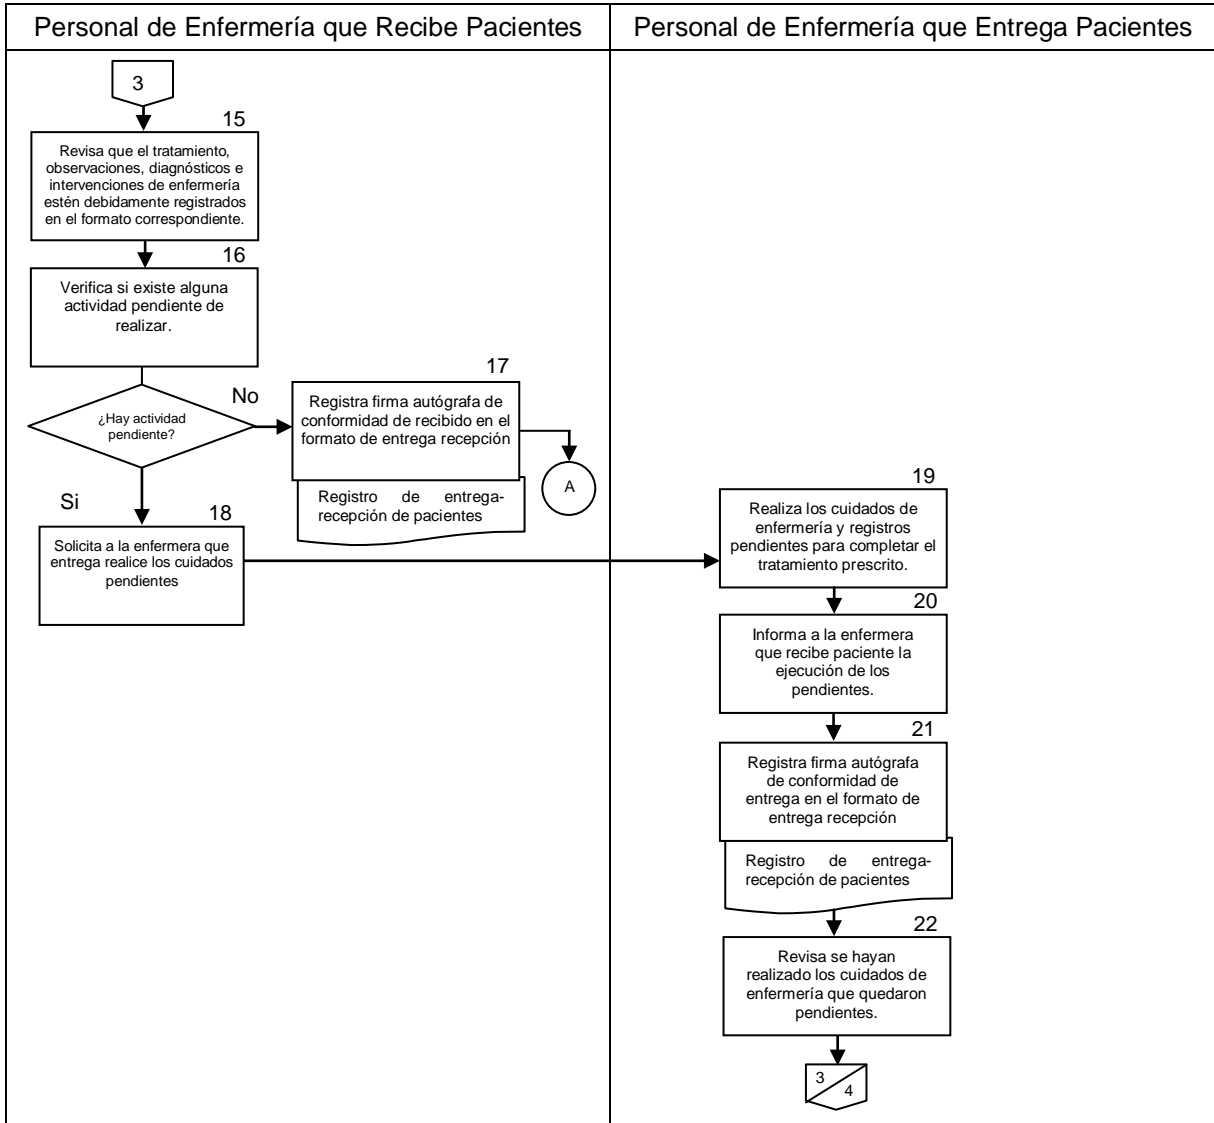 Personal de Enfermería que Recibe Pacientes
Personal de Enfermería que Entrega Pacientes
3
15
Revisa que el tratamiento,
observaciones, diagnósticos e
intervenciones de enfermería
estén debidamente registrados
en el formato correspondiente.
16
Verifica si existe alguna
actividad pendiente de
realizar.
¿Hay actividad
pendiente?
No
17
Registra firma autógrafa de
conformidad de recibido en el
formato de entrega recepción
Registro de entrega-
recepción de pacientes
A
Si
18
Solicita a la enfermera que
entrega realice los cuidados
pendientes
19
Realiza los cuidados de
enfermería y registros
pendientes para completar el
tratamiento prescrito.
20
Informa a la enfermera
que recibe paciente la
ejecución de los
pendientes.
21
Registra firma autógrafa
de conformidad de
entrega en el formato de
entrega recepción
Registro de entrega-
recepción de pacientes
22
Revisa se hayan
realizado los cuidados de
enfermería que quedaron
pendientes.
3
4